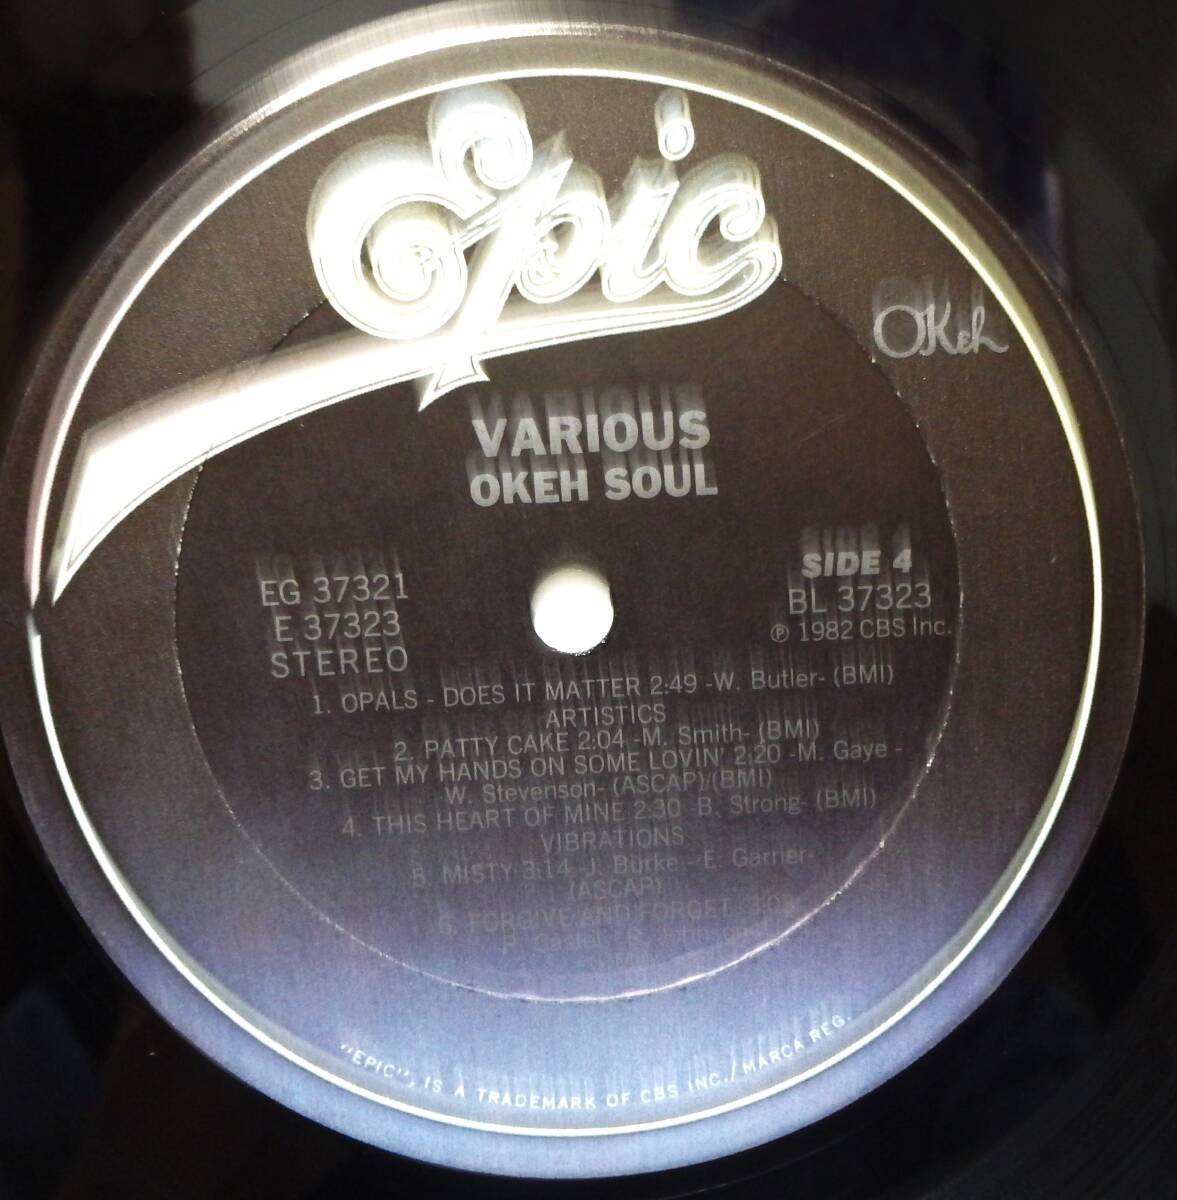 Epic
OKeh
VARIOUS
OKEH SOUL
EG 37321
E 37323
STEREO
SIDE 4
BL 37323
℗ 1982 CBS Inc.
1. OPALS - DOES IT MATTER 2:49 -W. Butler- (BMI)
ARTISTICS
2. PATTY CAKE 2:04 -M. Smith- (BMI)
3. GET MY HANDS ON SOME LOVIN' 2:20 -M. Gaye -
W. Stevenson- (ASCAP)/(BMI)
4. THIS HEART OF MINE 2:30 -B. Strong- (BMI)
VIBRATIONS
5. MISTY 3:14 -J. Burke - E. Garner-
(ASCAP)
6. FORGIVE AND FORGET
"EPIC", IS A TRADEMARK OF CBS INC./MARCA REG.